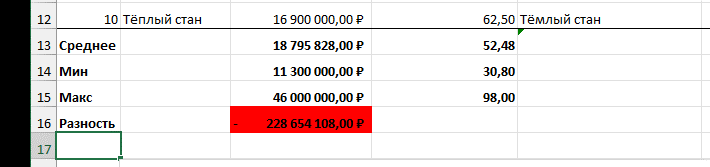 12 10 Тёплый стан 16 900 000,00 ₽ 62,50 Тёмлый стан
13 Среднее 18 795 828,00 ₽ 52,48
14 Мин 11 300 000,00 ₽ 30,80
15 Макс 46 000 000,00 ₽ 98,00
16 Разность - 228 654 108,00 ₽
17